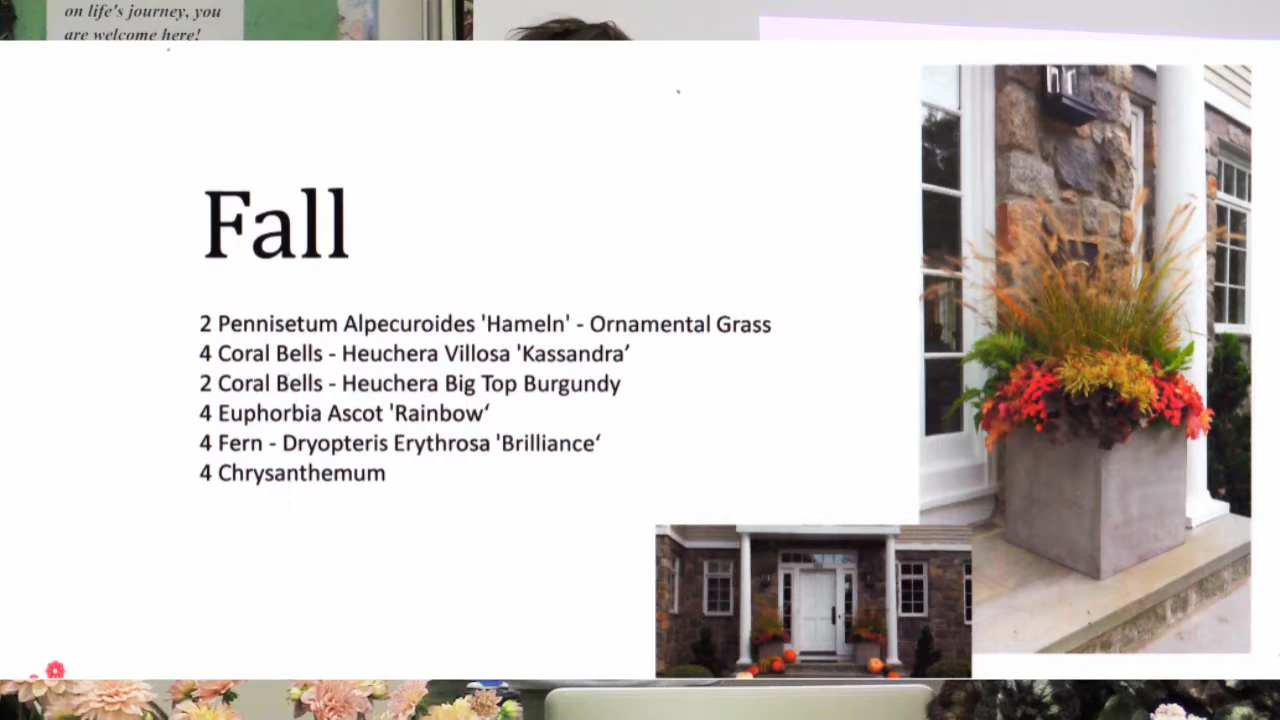 on life's journey, you
are welcome here!
Fall
2 Pennisetum Alpecuroides 'Hameln' - Ornamental Grass
4 Coral Bells - Heuchera Villosa 'Kassandra’
2 Coral Bells - Heuchera Big Top Burgundy
4 Euphorbia Ascot 'Rainbow‘
4 Fern - Dryopteris Erythrosa 'Brilliance‘
4 Chrysanthemum